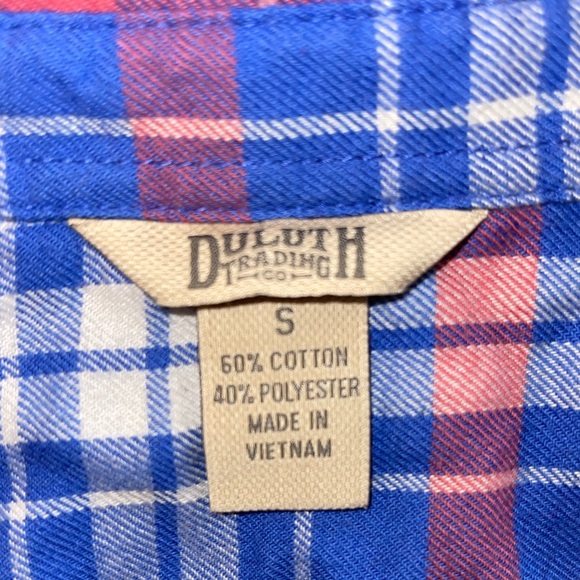 DULUTH
TRADING
CO
S
60% COTTON
40% POLYESTER
MADE IN
VIETNAM